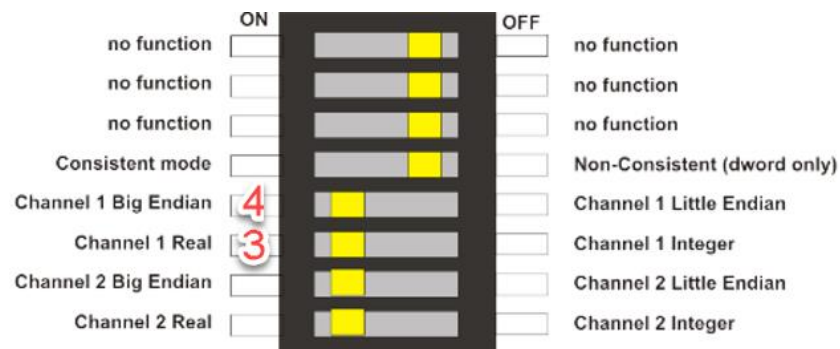 ON OFF
no function no function
no function no function
no function no function
Consistent mode Non-Consistent (dword only)
Channel 1 Big Endian 4 Channel 1 Little Endian
Channel 1 Real 3 Channel 1 Integer
Channel 2 Big Endian Channel 2 Little Endian
Channel 2 Real Channel 2 Integer